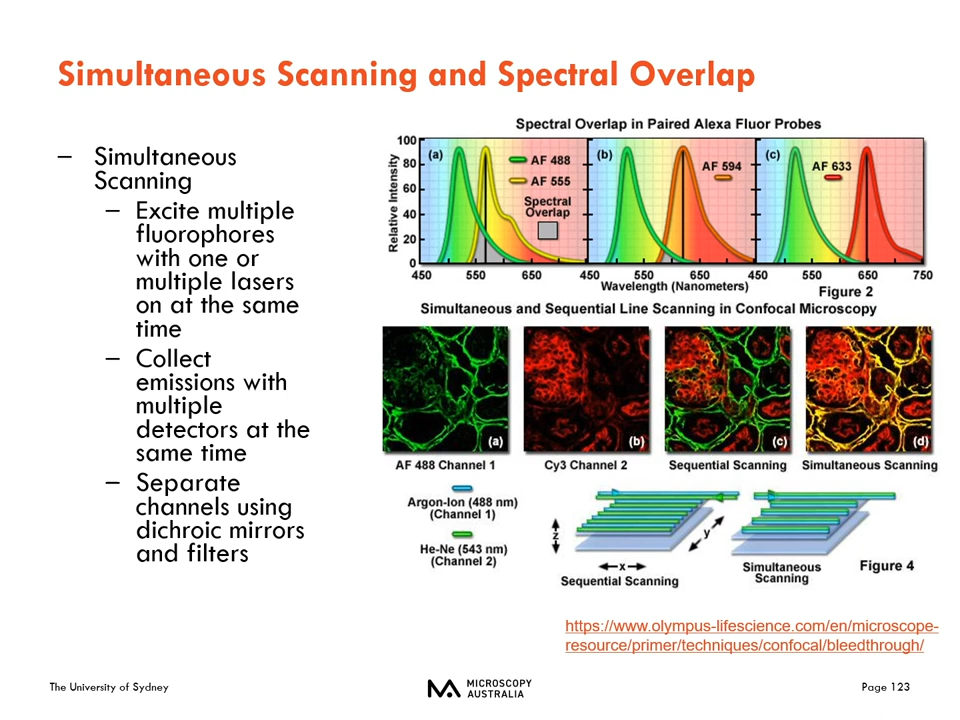 Simultaneous Scanning and Spectral Overlap
– Simultaneous
Scanning
– Excite multiple
fluorophores
with one or
multiple lasers
on at the same
time
– Collect
emissions with
multiple
detectors at the
same time
– Separate
channels using
dichroic mirrors
and filters
Spectral Overlap in Paired Alexa Fluor Probes
Relative Intensity
100
80
60
40
20
0
(a)
AF 488
AF 555
Spectral
Overlap
(b)
AF 594
(c)
AF 633
450 550 650 450 550 650 450 550 650 750
Wavelength (Nanometers)
Figure 2
Simultaneous and Sequential Line Scanning in Confocal Microscopy
(a) (b) (c) (d)
AF 488 Channel 1 Cy3 Channel 2 Sequential Scanning Simultaneous Scanning
Argon-Ion (488 nm)
(Channel 1)
He-Ne (543 nm)
(Channel 2)
z
x
y
Sequential Scanning
Simultaneous
Scanning
Figure 4
https://www.olympus-lifescience.com/en/microscope-
resource/primer/techniques/confocal/bleedthrough/
The University of Sydney
MICROSCOPY
AUSTRALIA
Page 123